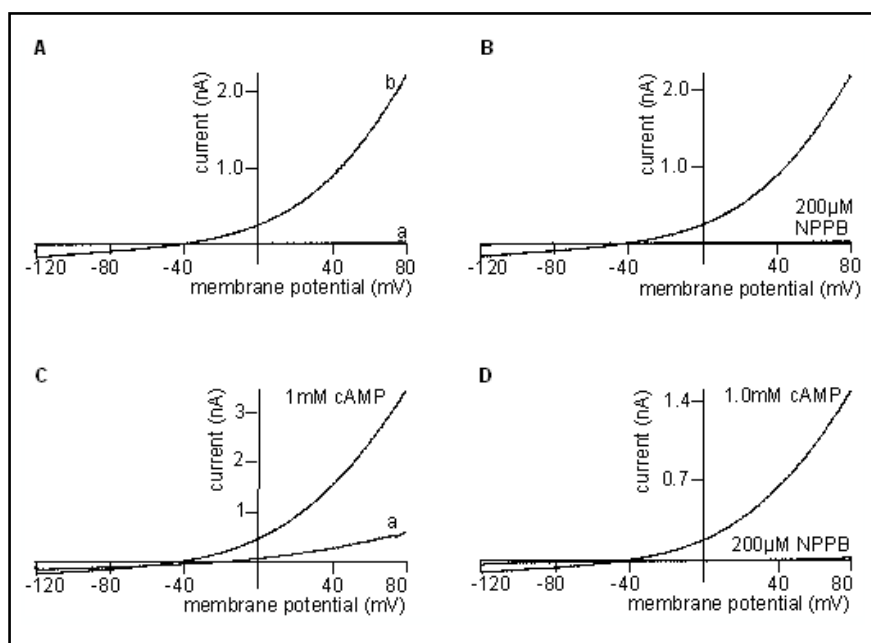 A
current (nA)
2.0
1.0
b
a
-120 -80 -40 40 80
membrane potential (mV)
B
current (nA)
2.0
1.0
200µM
NPPB
-120 -80 -40 40 80
membrane potential (mV)
C
current (nA)
1mM cAMP
3
2
1
a
-120 -80 -40 40 80
membrane potential (mV)
D
current (nA)
1.0mM cAMP
1.4
0.7
200µM NPPB
-120 -80 -40 40 80
membrane potential (mV)